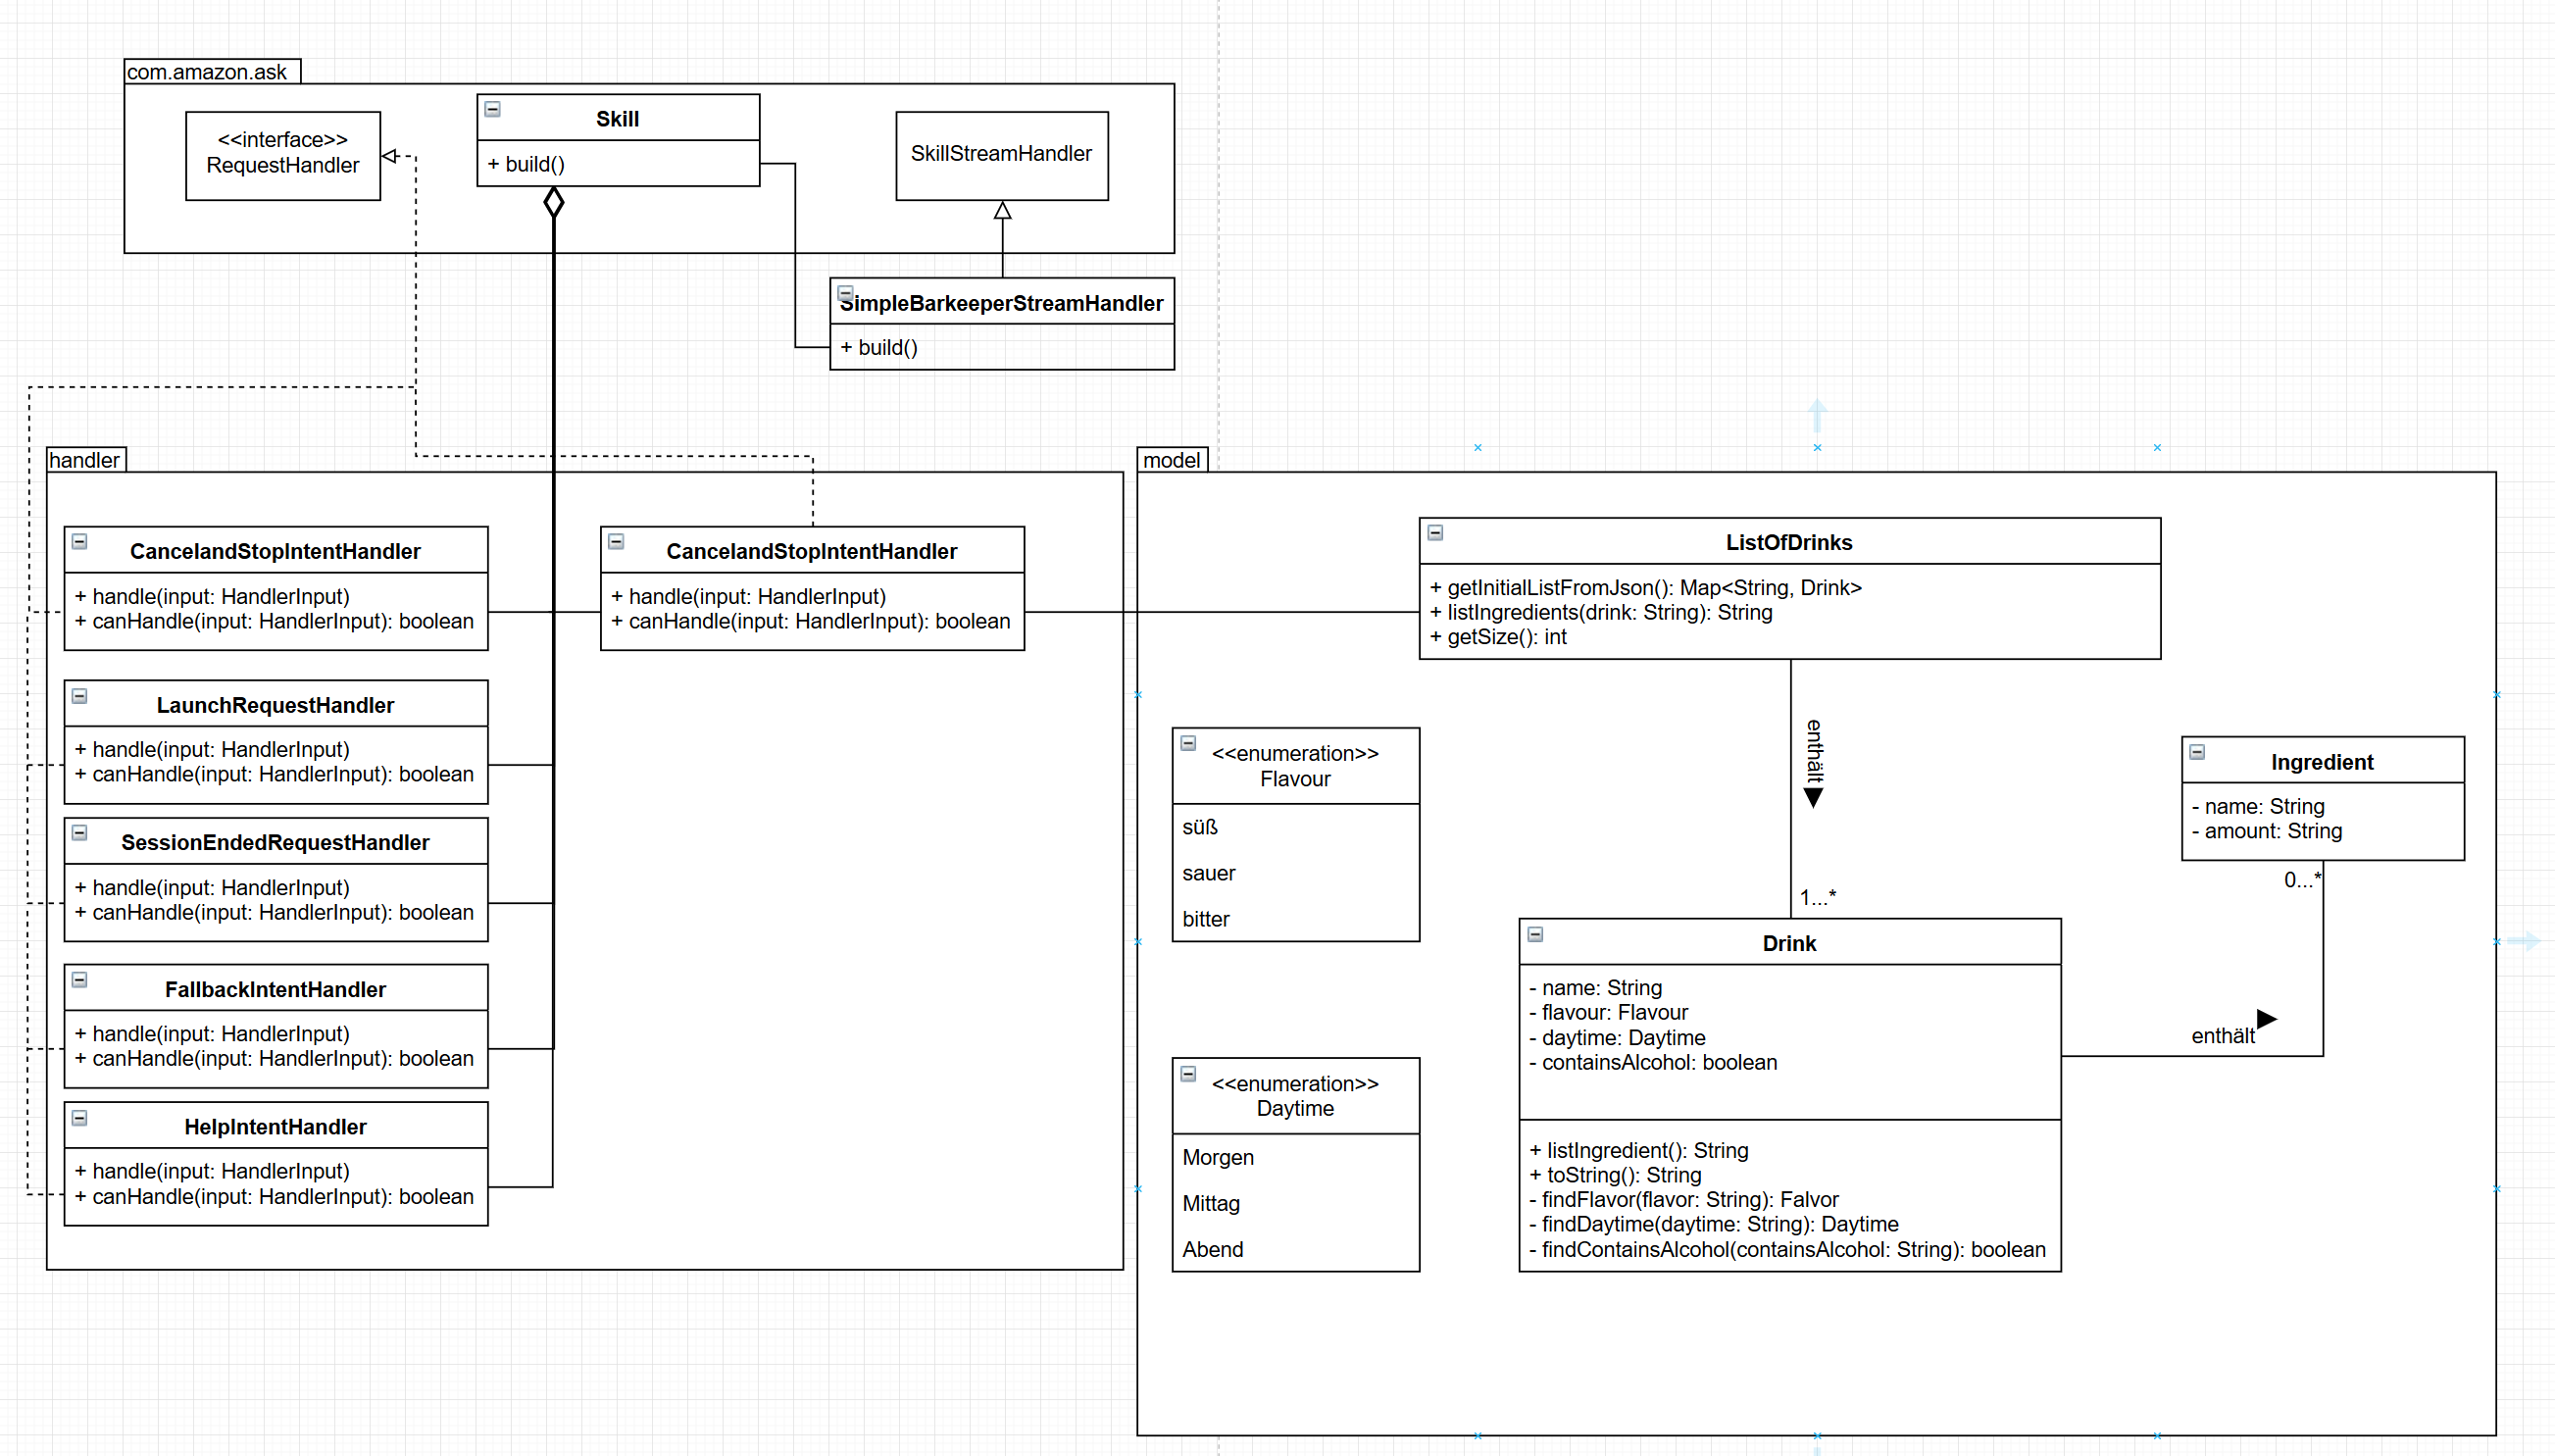 com.amazon.ask
<<interface>>
RequestHandler
Skill
+ build()
SkillStreamHandler
SimpleBarkeeperStreamHandler
+ build()
handler
CancelandStopIntentHandler
+ handle(input: HandlerInput)
+ canHandle(input: HandlerInput): boolean
CancelandStopIntentHandler
+ handle(input: HandlerInput)
+ canHandle(input: HandlerInput): boolean
LaunchRequestHandler
+ handle(input: HandlerInput)
+ canHandle(input: HandlerInput): boolean
SessionEndedRequestHandler
+ handle(input: HandlerInput)
+ canHandle(input: HandlerInput): boolean
FallbackIntentHandler
+ handle(input: HandlerInput)
+ canHandle(input: HandlerInput): boolean
HelpIntentHandler
+ handle(input: HandlerInput)
+ canHandle(input: HandlerInput): boolean
model
ListOfDrinks
+ getInitialListFromJson(): Map<String, Drink>
+ listIngredients(drink: String): String
+ getSize(): int
enthält
1...*
<<enumeration>>
Flavour
süß
sauer
bitter
Ingredient
- name: String
- amount: String
0...*
enthält
Drink
- name: String
- flavour: Flavour
- daytime: Daytime
- containsAlcohol: boolean
+ listIngredient(): String
+ toString(): String
- findFlavor(flavor: String): Falvor
- findDaytime(daytime: String): Daytime
- findContainsAlcohol(containsAlcohol: String): boolean
<<enumeration>>
Daytime
Morgen
Mittag
Abend